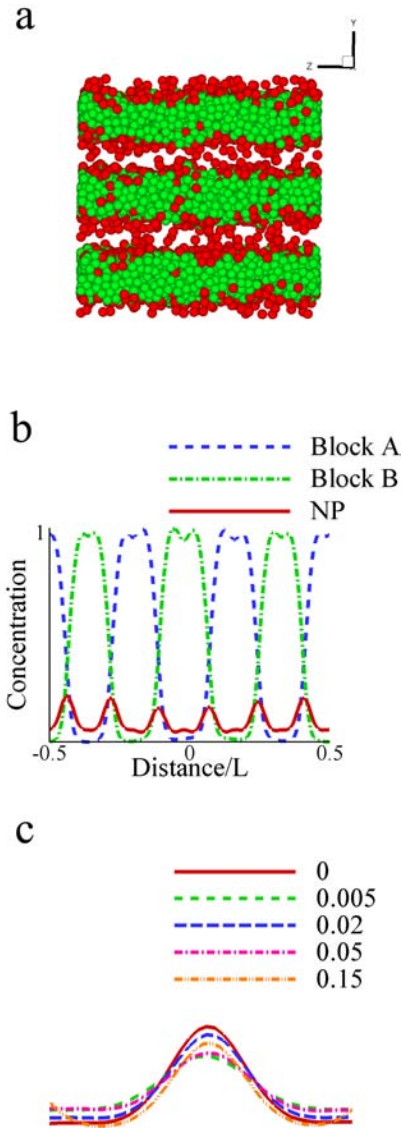 a
Y
Z
b
Block A
Block B
NP
1
Concentration
-0.5
0
0.5
Distance/L
c
0
0.005
0.02
0.05
0.15